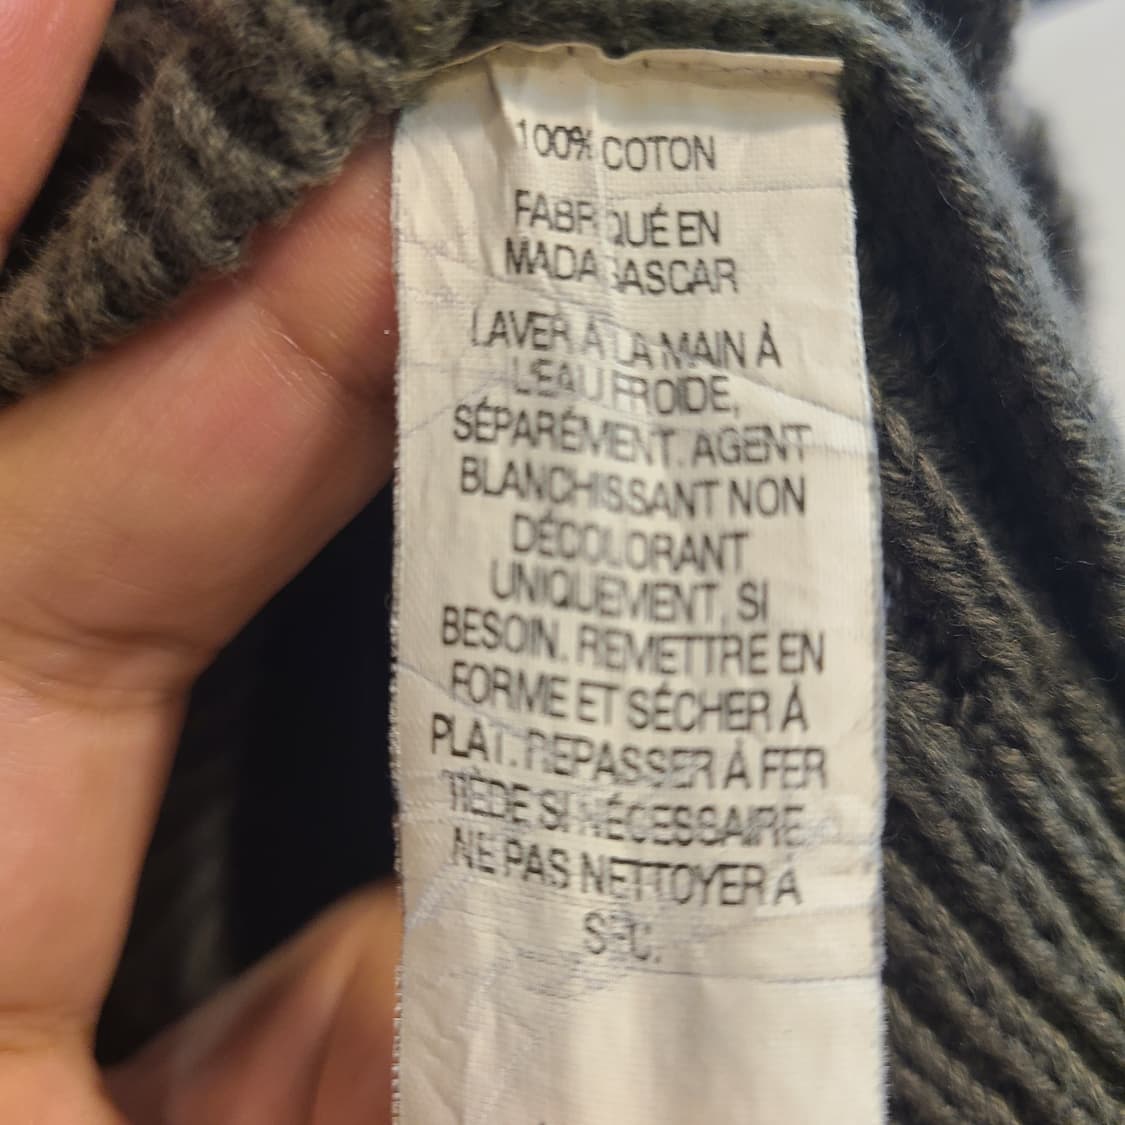 100% COTON
FABRIQUÉ EN
MADAGASCAR
LAVER À LA MAIN À
L'EAU FROIDE,
SÉPARÉMENT. AGENT
BLANCHISSANT NON
DÉCOLORANT
UNIQUEMENT, SI
BESOIN. REMETTRE EN
FORME ET SÉCHER À
PLAT. REPASSER À FER
TIÈDE SI NÉCESSAIRE.
NE PAS NETTOYER À
SEC.